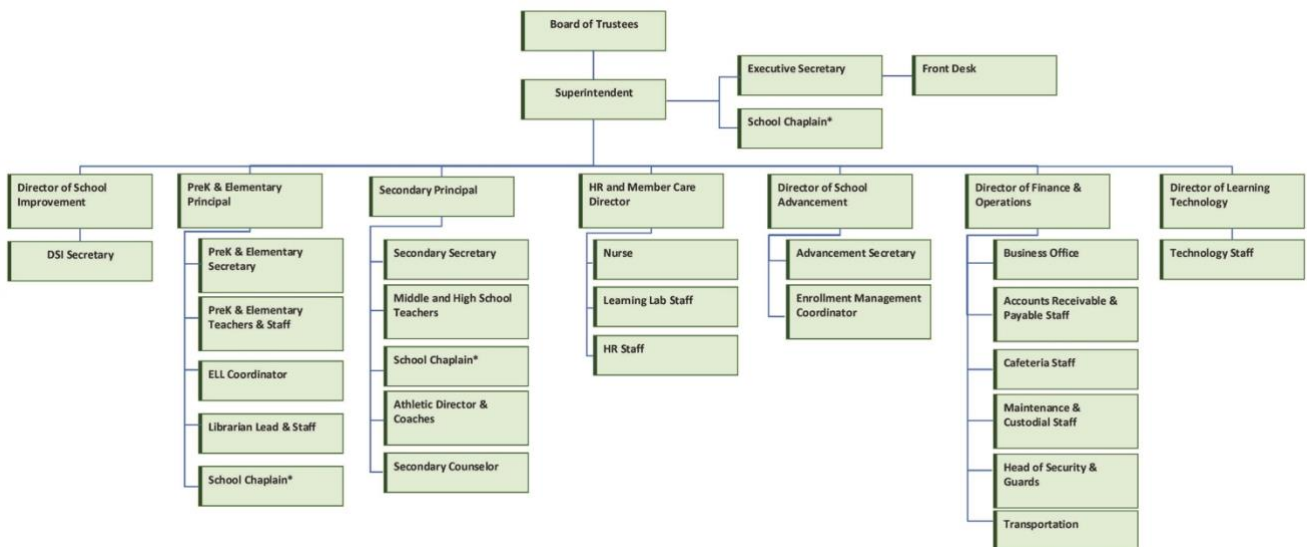 Board of Trustees
Superintendent
Executive Secretary
Front Desk
School Chaplain*
Director of School
Improvement
DSI Secretary
PreK & Elementary
Principal
PreK & Elementary
Secretary
PreK & Elementary
Teachers & Staff
ELL Coordinator
Librarian Lead & Staff
School Chaplain*
Secondary Principal
Secondary Secretary
Middle and High School
Teachers
School Chaplain*
Athletic Director &
Coaches
Secondary Counselor
HR and Member Care
Director
Nurse
Learning Lab Staff
HR Staff
Director of School
Advancement
Advancement Secretary
Enrollment Management
Coordinator
Director of Finance &
Operations
Business Office
Accounts Receivable &
Payable Staff
Cafeteria Staff
Maintenance &
Custodial Staff
Head of Security &
Guards
Transportation
Director of Learning
Technology
Technology Staff